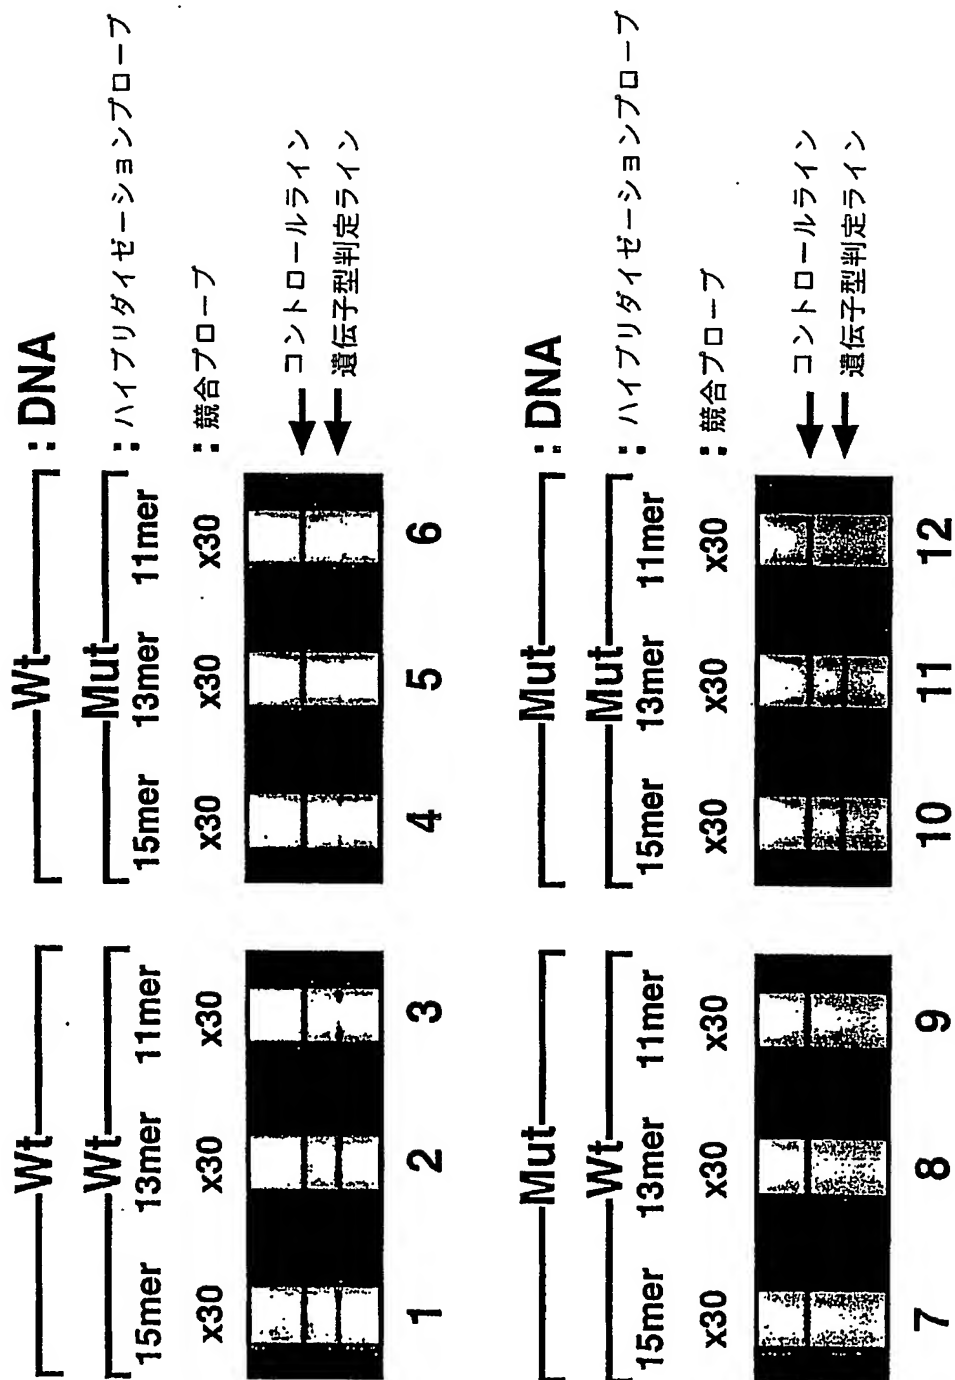 Wt Wt : DNA
Wt Mut : ハイブリダイゼーションプローブ
15mer 13mer 11mer 15mer 13mer 11mer
x30 x30 x30 x30 x30 x30 : 競合プローブ
コントロールライン
遺伝子型判定ライン
1 2 3 4 5 6
Mut Mut : DNA
Wt Mut : ハイブリダイゼーションプローブ
15mer 13mer 11mer 15mer 13mer 11mer
x30 x30 x30 x30 x30 x30 : 競合プローブ
コントロールライン
遺伝子型判定ライン
7 8 9 10 11 12